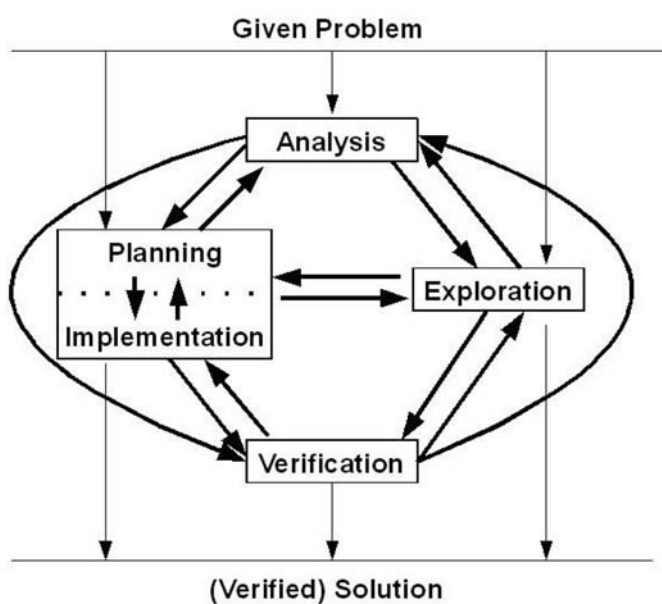 Given Problem
Analysis
Planning
Exploration
Implementation
Verification
(Verified) Solution